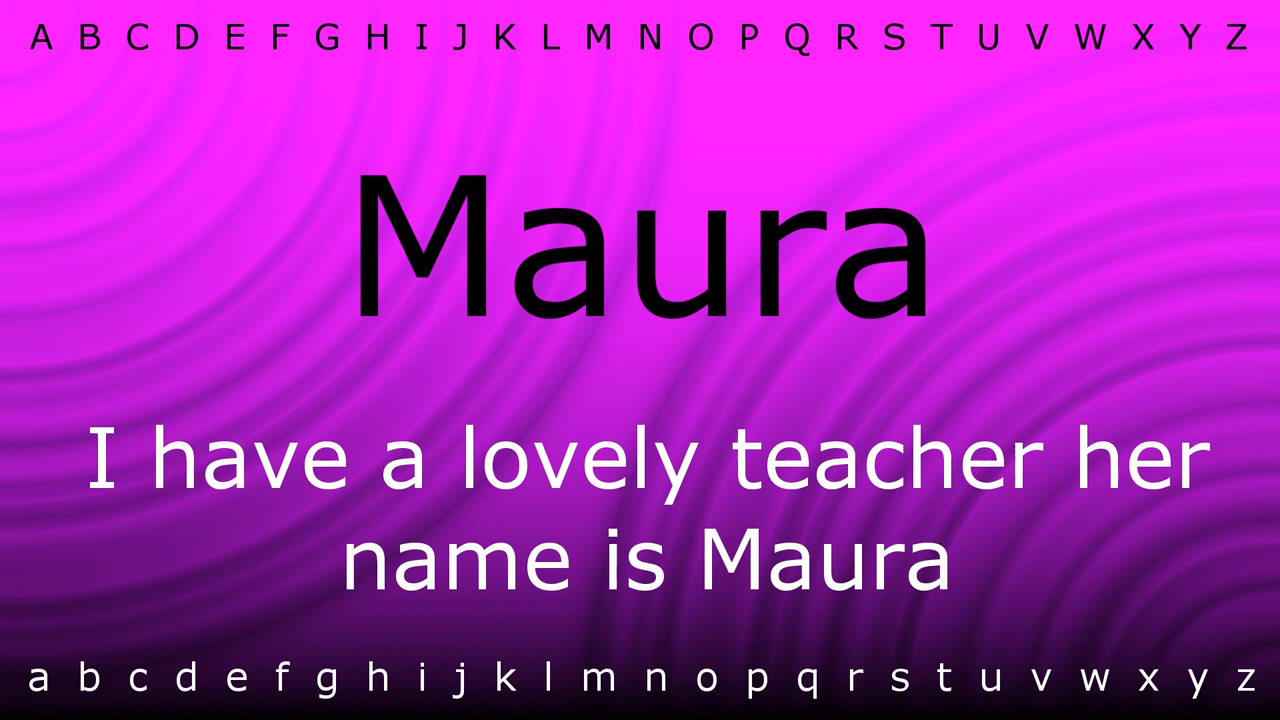 A B C D E F G H I J K L M N O P Q R S T U V W X Y Z
Maura
I have a lovely teacher her
name is Maura
a b c d e f g h i j k l m n o p q r s t u v w x y z